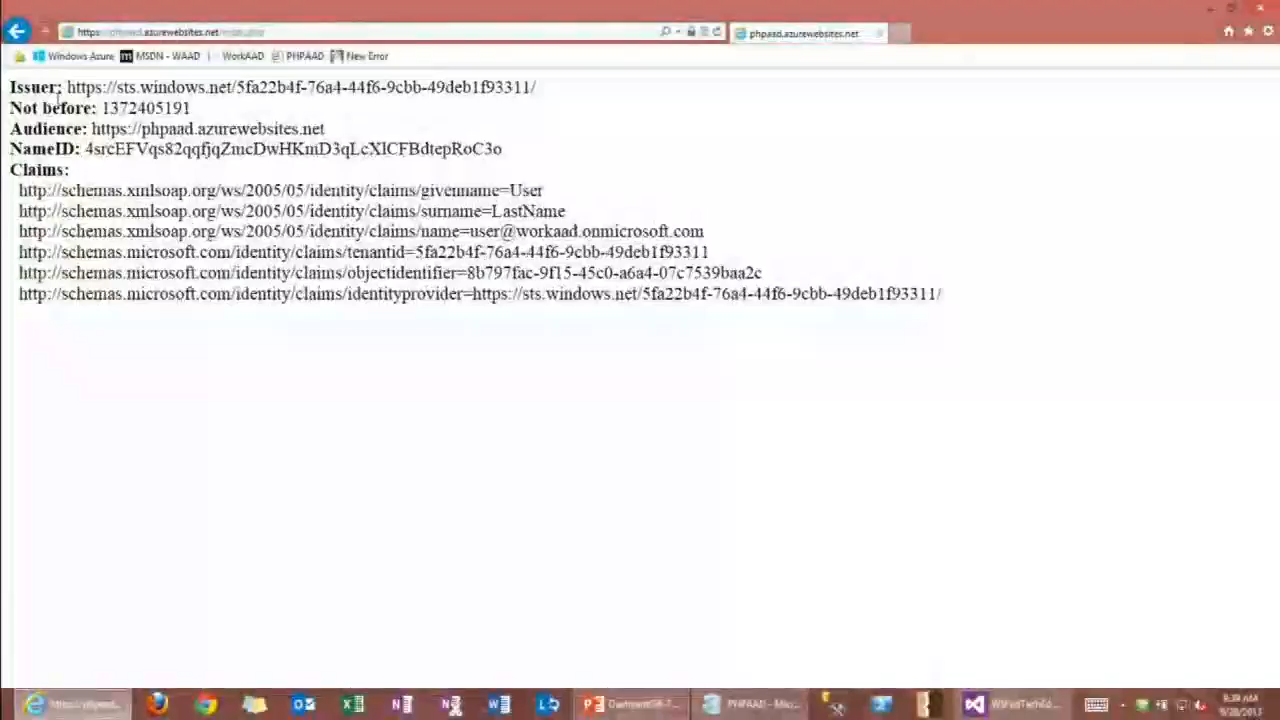 phpaad.azurewebsites.net
Windows Azure MSDN - WAAD WorkAAD PHPAAD New Error
Issuer: https://sts.windows.net/5fa22b4f-76a4-44f6-9cbb-49deb1f93311/
Not before: 1372405191
Audience: https://phpaad.azurewebsites.net
NameID: 4srcEFVqs82qqfjqZmcDwHKmD3qLcXlCFBdtepRoC3o
Claims:
http://schemas.xmlsoap.org/ws/2005/05/identity/claims/givenname=User
http://schemas.xmlsoap.org/ws/2005/05/identity/claims/surname=LastName
http://schemas.xmlsoap.org/ws/2005/05/identity/claims/name=user@workaad.onmicrosoft.com
http://schemas.microsoft.com/identity/claims/tenantid=5fa22b4f-76a4-44f6-9cbb-49deb1f93311
http://schemas.microsoft.com/identity/claims/objectidentifier=8b797fac-9f15-45c0-a6a4-07c7539baa2c
http://schemas.microsoft.com/identity/claims/identityprovider=https://sts.windows.net/5fa22b4f-76a4-44f6-9cbb-49deb1f93311/